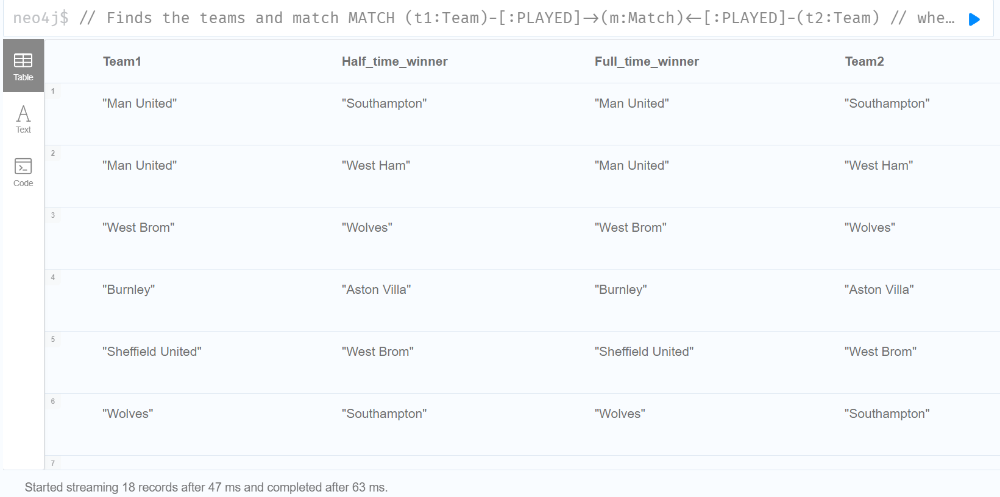 neo4j$ // Finds the teams and match MATCH (t1:Team)-[:PLAYED]->(m:Match)<-[:PLAYED]-(t2:Team) // whe…
Team1 Half_time_winner Full_time_winner Team2
Table
1
"Man United" "Southampton" "Man United" "Southampton"
Text
2
"Man United" "West Ham" "Man United" "West Ham"
Code
3
"West Brom" "Wolves" "West Brom" "Wolves"
4
"Burnley" "Aston Villa" "Burnley" "Aston Villa"
5
"Sheffield United" "West Brom" "Sheffield United" "West Brom"
6
"Wolves" "Southampton" "Wolves" "Southampton"
7
Started streaming 18 records after 47 ms and completed after 63 ms.